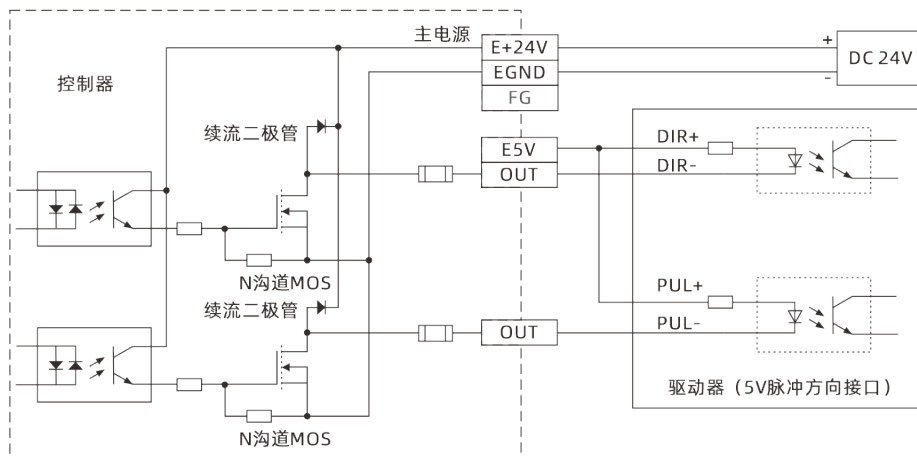 主电源
E+24V
+
DC 24V
EGND
-
控制器
FG
续流二极管
E5V
DIR+
OUT
DIR-
N沟道MOS
续流二极管
PUL+
OUT
PUL-
驱动器（5V脉冲方向接口）
N沟道MOS